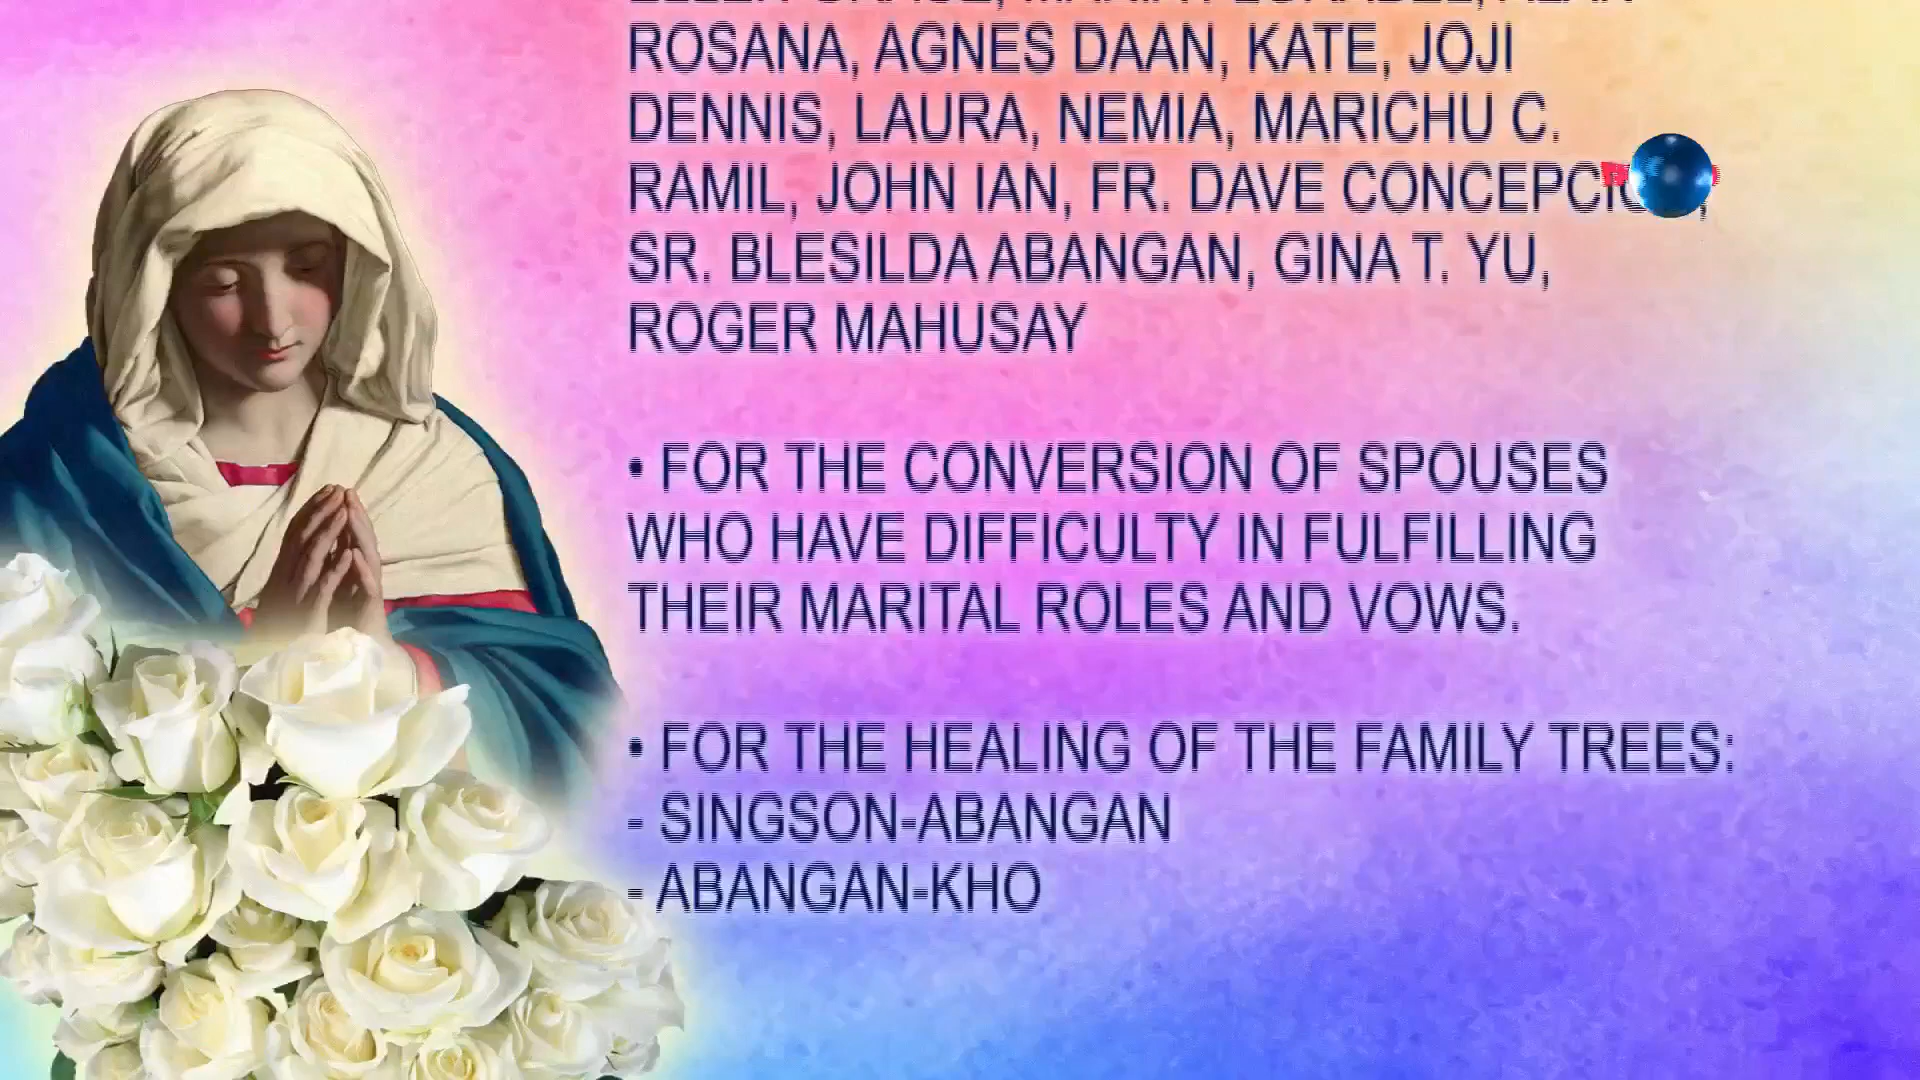 ROSANA, AGNES DAAN, KATE, JOJI
DENNIS, LAURA, NEMIA, MARICHU C.
RAMIL, JOHN IAN, FR. DAVE
SR. BLESILDA ABANGAN, GINA T. YU,
ROGER MAHUSAY
• FOR THE CONVERSION OF SPOUSES
WHO HAVE DIFFICULTY IN FULFILLING
THEIR MARITAL ROLES AND VOWS.
• FOR THE HEALING OF THE FAMILY TREES:
- SINGSON-ABANGAN
- ABANGAN-KHO